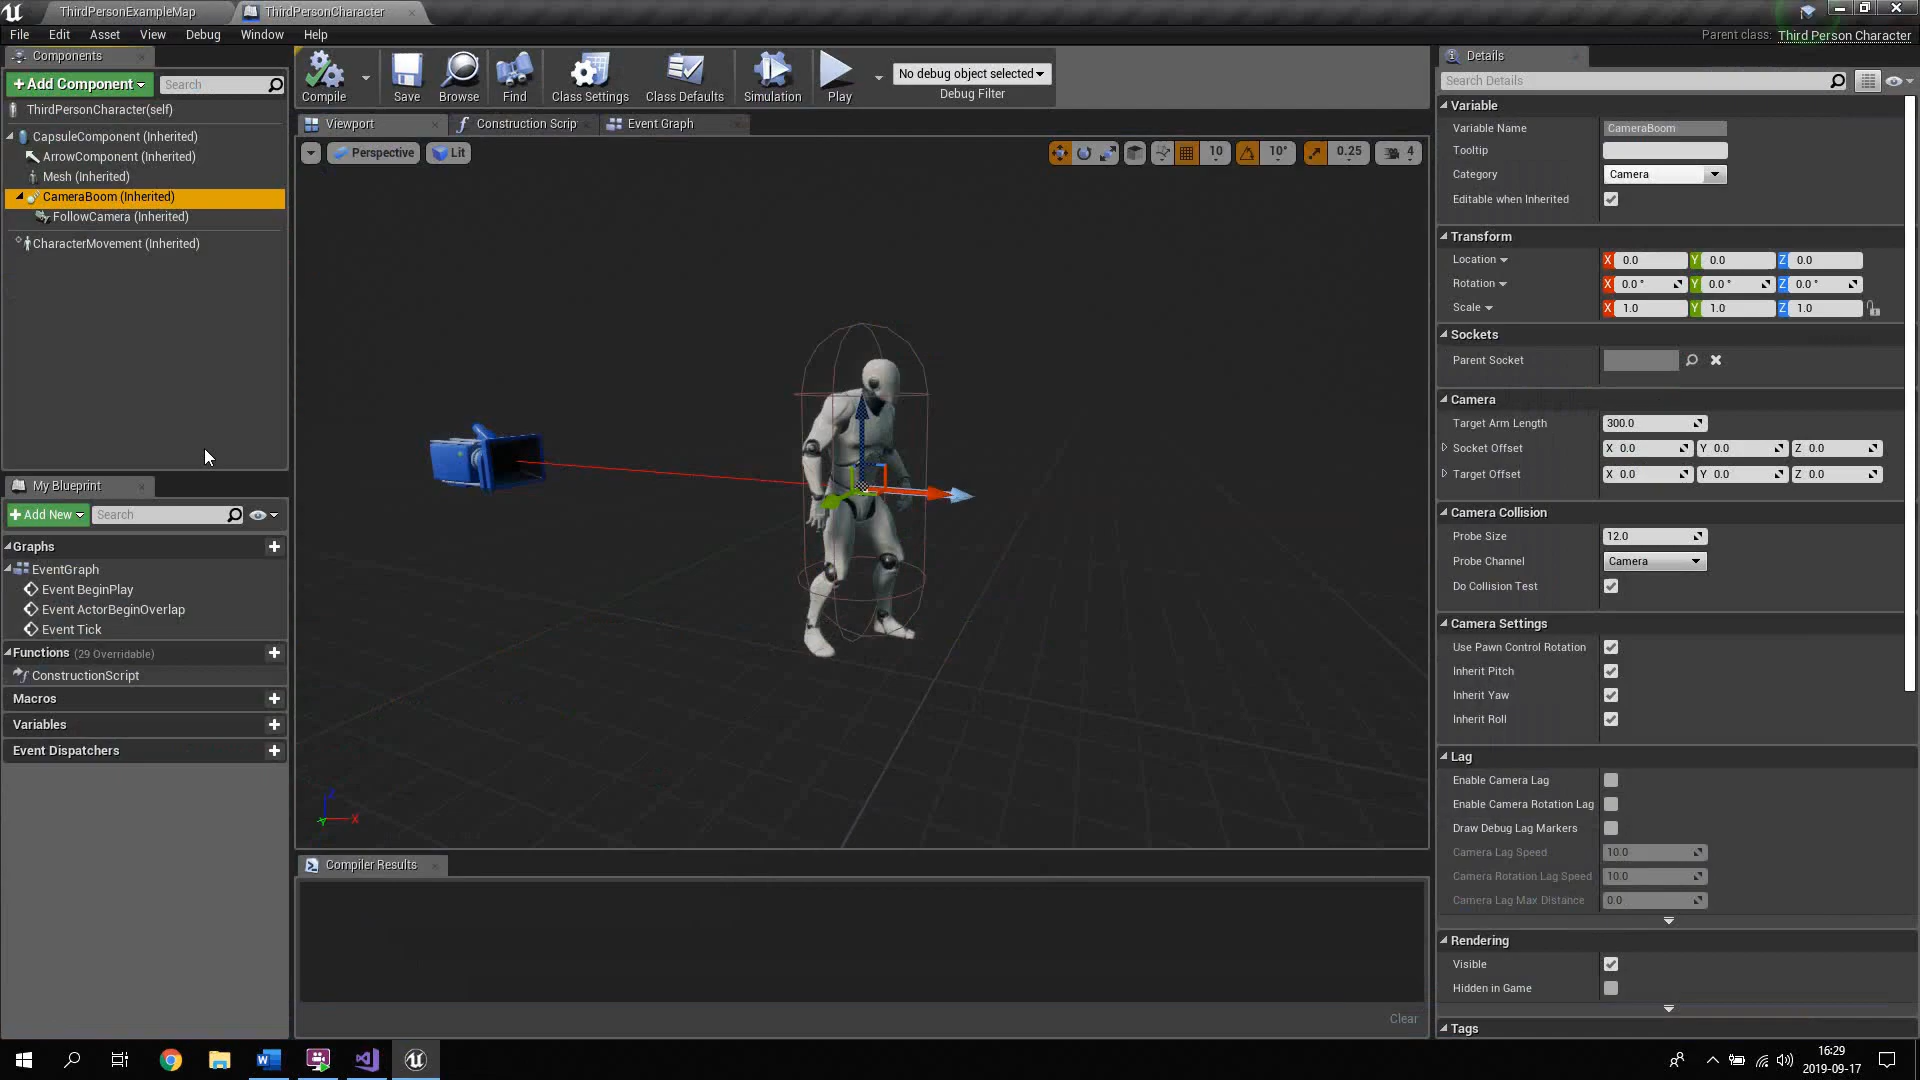 ThirdPersonExampleMap
ThirdPersonCharacter
File Edit Asset View Debug Window Help
Parent class: Third Person Character
Components
+Add Component
Search
ThirdPersonCharacter(self)
CapsuleComponent (Inherited)
ArrowComponent (Inherited)
Mesh (Inherited)
CameraBoom (Inherited)
FollowCamera (Inherited)
CharacterMovement (Inherited)
Compile
Save
Browse
Find
Class Settings
Class Defaults
Simulation
Play
No debug object selected
Debug Filter
Viewport
Construction Scrip
Event Graph
Perspective
Lit
10
10°
0.25
4
Z
Y
X
My Blueprint
+Add New
Search
Graphs
EventGraph
Event BeginPlay
Event ActorBeginOverlap
Event Tick
Functions (29 Overridable)
ConstructionScript
Macros
Variables
Event Dispatchers
Compiler Results
Clear
Details
Search Details
Variable
Variable Name CameraBoom
Tooltip
Category Camera
Editable when Inherited
Transform
Location X 0.0 Y 0.0 Z 0.0
Rotation X 0.0 ° Y 0.0 ° Z 0.0 °
Scale X 1.0 Y 1.0 Z 1.0
Sockets
Parent Socket
Camera
Target Arm Length 300.0
Socket Offset X 0.0 Y 0.0 Z 0.0
Target Offset X 0.0 Y 0.0 Z 0.0
Camera Collision
Probe Size 12.0
Probe Channel Camera
Do Collision Test
Camera Settings
Use Pawn Control Rotation
Inherit Pitch
Inherit Yaw
Inherit Roll
Lag
Enable Camera Lag
Enable Camera Rotation Lag
Draw Debug Lag Markers
Camera Lag Speed 10.0
Camera Rotation Lag Speed 10.0
Camera Lag Max Distance 0.0
Rendering
Visible
Hidden in Game
Tags
16:29
2019-09-17